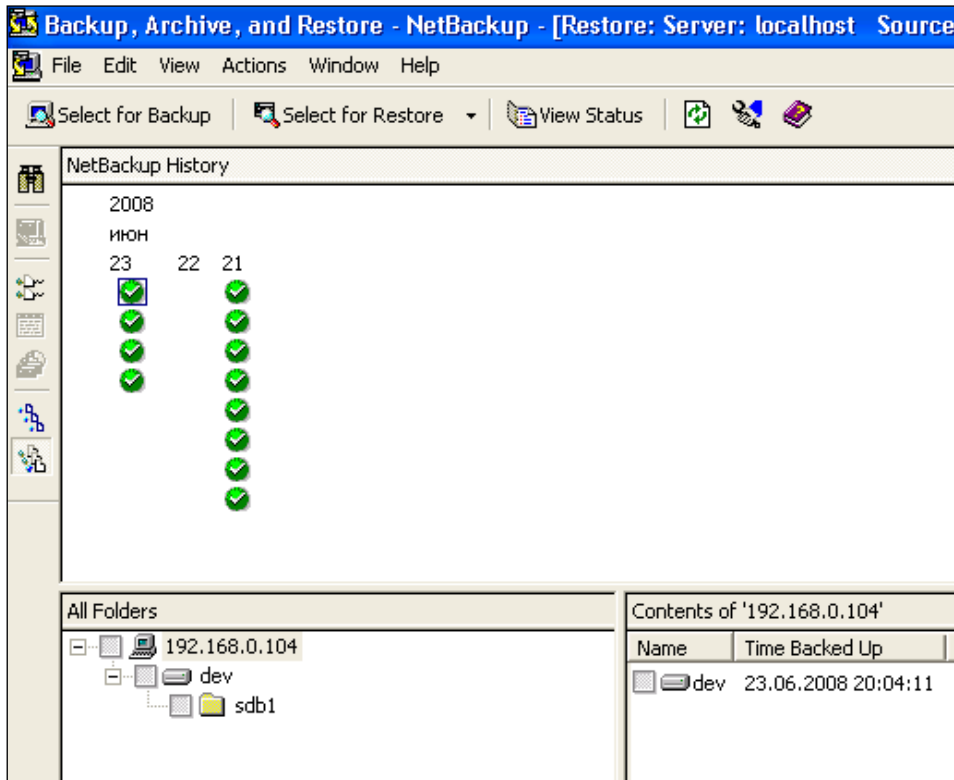 Backup, Archive, and Restore - NetBackup - [Restore: Server: localhost Source
File Edit View Actions Window Help
Select for Backup Select for Restore View Status
NetBackup History
2008
июн
23 22 21
All Folders
192.168.0.104
dev
sdb1
Contents of '192.168.0.104'
Name Time Backed Up
dev 23.06.2008 20:04:11